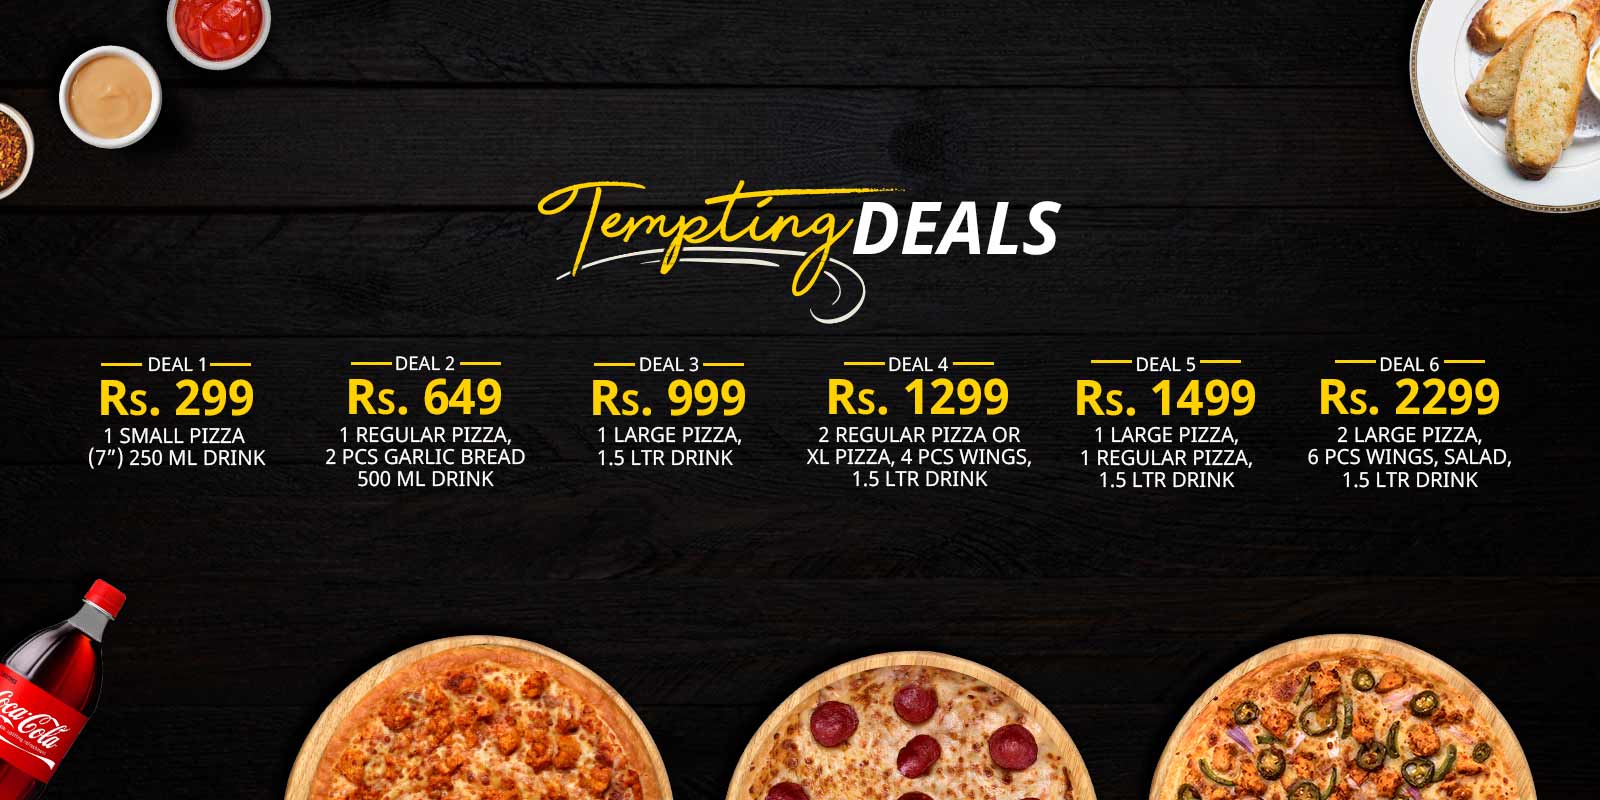 Tempting DEALS
DEAL 1
Rs. 299
1 SMALL PIZZA
(7”) 250 ML DRINK
DEAL 2
Rs. 649
1 REGULAR PIZZA,
2 PCS GARLIC BREAD
500 ML DRINK
DEAL 3
Rs. 999
1 LARGE PIZZA,
1.5 LTR DRINK
DEAL 4
Rs. 1299
2 REGULAR PIZZA OR
XL PIZZA, 4 PCS WINGS,
1.5 LTR DRINK
DEAL 5
Rs. 1499
1 LARGE PIZZA,
1 REGULAR PIZZA,
1.5 LTR DRINK
DEAL 6
Rs. 2299
2 LARGE PIZZA,
6 PCS WINGS, SALAD,
1.5 LTR DRINK
Coca-Cola